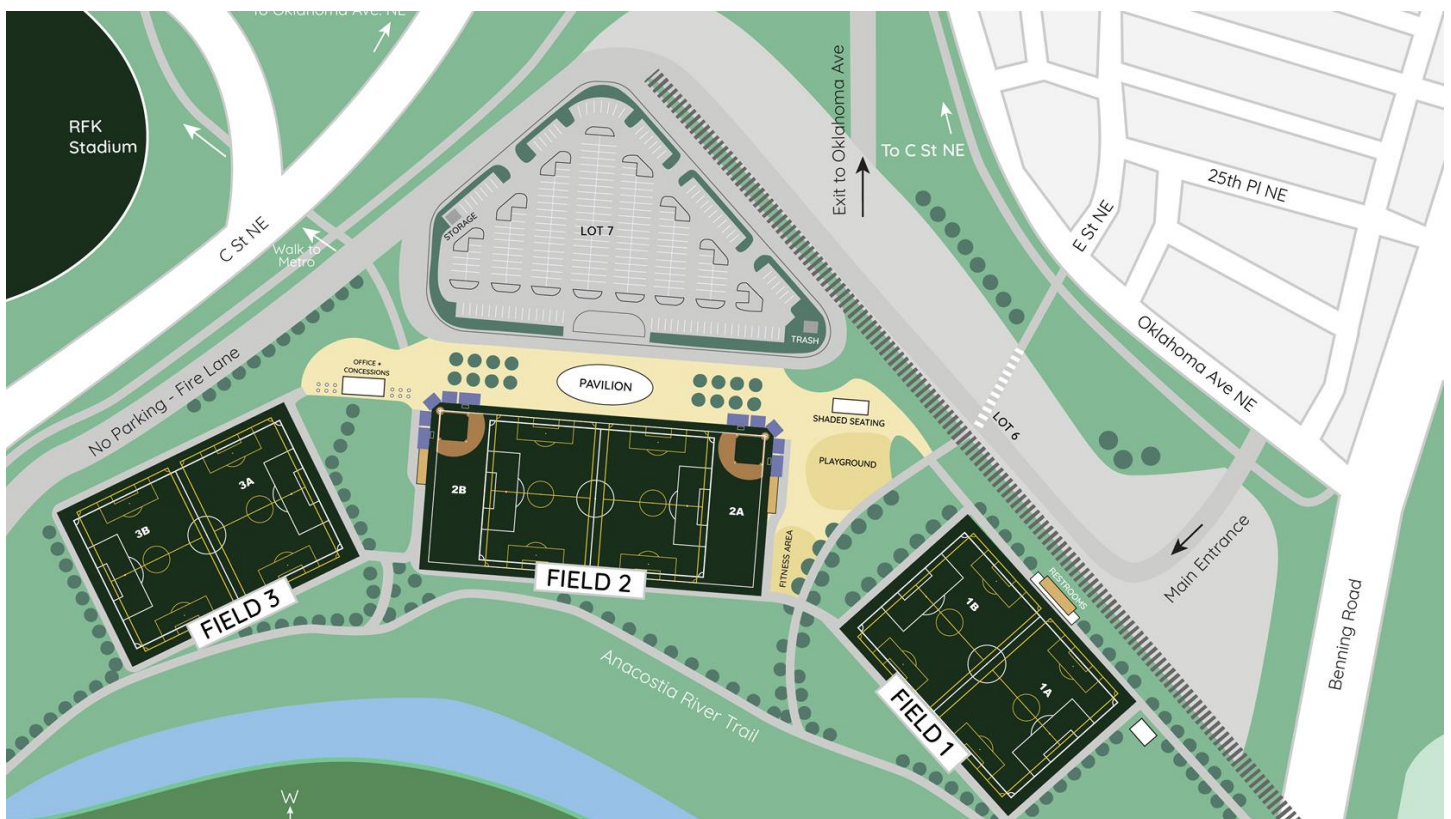 To Oklahoma Ave. NE
RFK
Stadium
C St NE
Walk to
Metro
No Parking - Fire Lane
STORAGE
LOT 7
TRASH
Exit to Oklahoma Ave
To C St NE
25th Pl NE
E St NE
Oklahoma Ave NE
LOT 6
Main Entrance
Benning Road
OFFICE +
CONCESSIONS
PAVILION
SHADED SEATING
PLAYGROUND
FITNESS AREA
RESTROOMS
3A
3B
FIELD 3
2B
2A
FIELD 2
1B
1A
FIELD 1
Anacostia River Trail
W